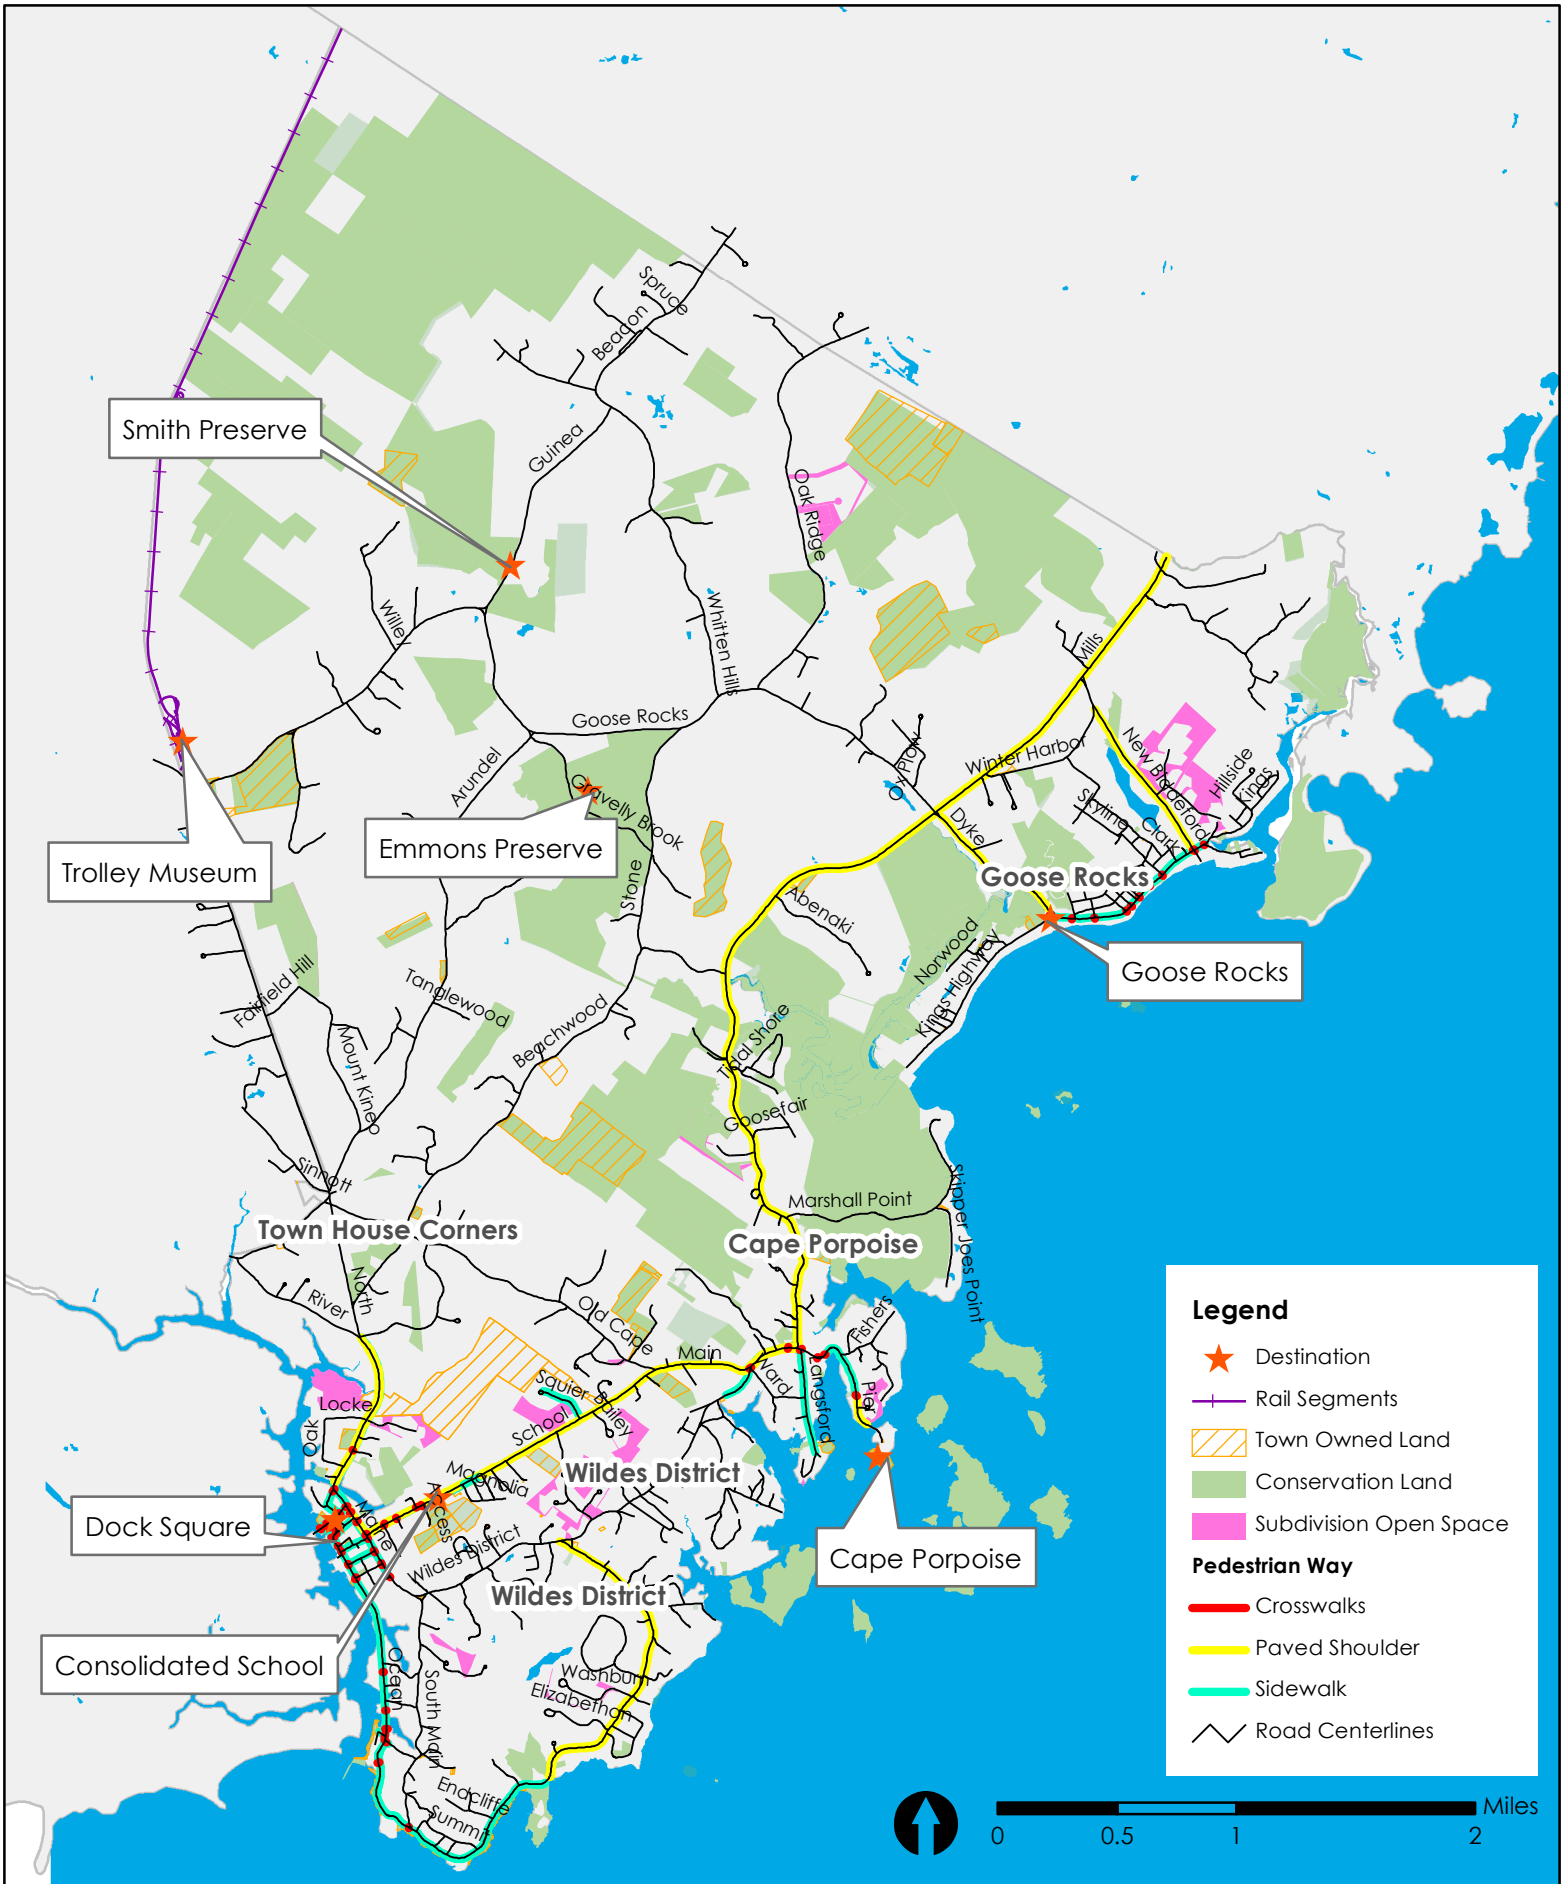 Spruce
Beacon
Smith Preserve
Guinea
Oak Ridge
Willey
Whitten Hills
Mills
Goose Rocks
Arundel
Winter Harbor
New Biddeford
Hillside
Kings
Ox Plow
Gravelly Brook
Skyline
Clark
Dyke
Emmons Preserve
Trolley Museum
Stone
Goose Rocks
Abenaki
Norwood
Kings Highway
Goose Rocks
Fairfield Hill
Tanglewood
Beachwood
Mount Kineo
Tidal Shore
Goosefair
Sinnott
Marshall Point
Skipper Joes Point
Town House Corners
Cape Porpoise
North
River
Old Cape
Main
Fishers
Ward
Langsford
Pier
Squier
Bailey
Locke
Oak
School
Magnolia
Access
Wildes District
Dock Square
Maine
Wildes District
Wildes District
Cape Porpoise
Consolidated School
Ocean
South Main
Washburn
Elizabethan
Endcliffe
Summit
Legend
Destination
Rail Segments
Town Owned Land
Conservation Land
Subdivision Open Space
Pedestrian Way
Crosswalks
Paved Shoulder
Sidewalk
Road Centerlines
Miles
0 0.5 1 2